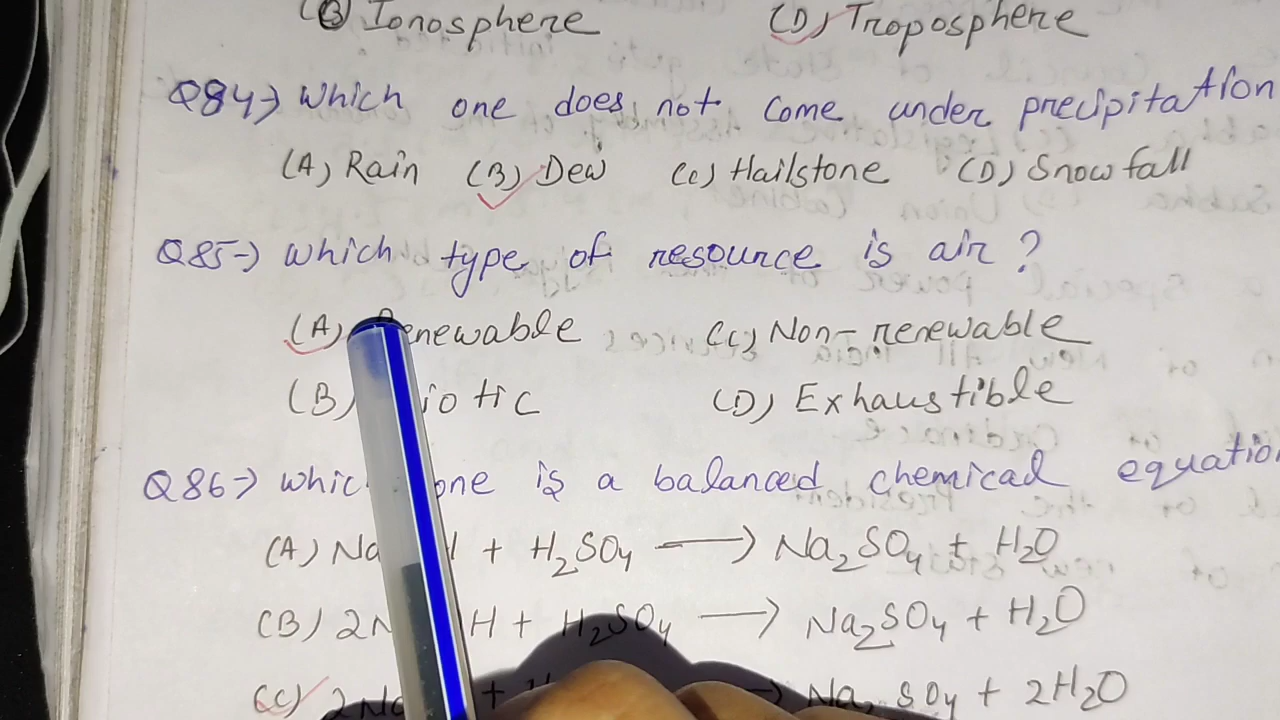 (B) Ionosphere (D) Troposphere
Q84→ Which one does not come under precipitation
(A) Rain (B) Dew (C) Hailstone (D) Snowfall
Q85→ Which type of resource is air?
(A) Renewable (C) Non-renewable
(B) iotic (D) Exhaustible
Q86→ Which one is a balanced chemical equation
(A) Na H + H₂SO₄ → Na₂SO₄ + H₂O
(B) 2N H + H₂SO₄ → Na₂SO₄ + H₂O
(C) 2Na + H → Na₂SO₄ + 2H₂O